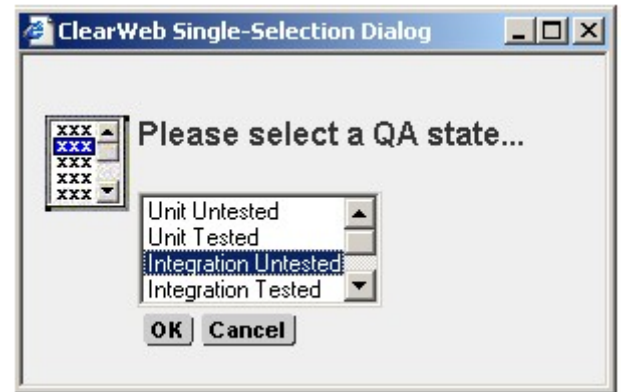 ClearWeb Single-Selection Dialog
xxx
xxx
xxx
xxx
xxx
Please select a QA state...
Unit Untested
Unit Tested
Integration Untested
Integration Tested
OK Cancel